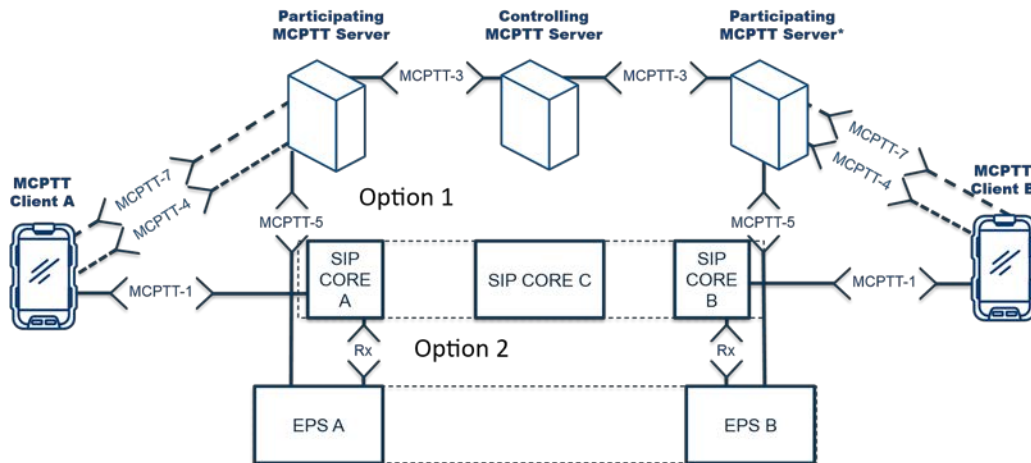 Participating
MCPTT Server
Controlling
MCPTT Server
Participating
MCPTT Server*
MCPTT-3
MCPTT-3
MCPTT
Client A
MCPTT-7
MCPTT-4
MCPTT-7
MCPTT-4
MCPTT
Client B
Option 1
MCPTT-5
MCPTT-5
MCPTT-1
SIP
CORE
A
SIP CORE C
SIP
CORE
B
MCPTT-1
Rx
Option 2
Rx
EPS A
EPS B